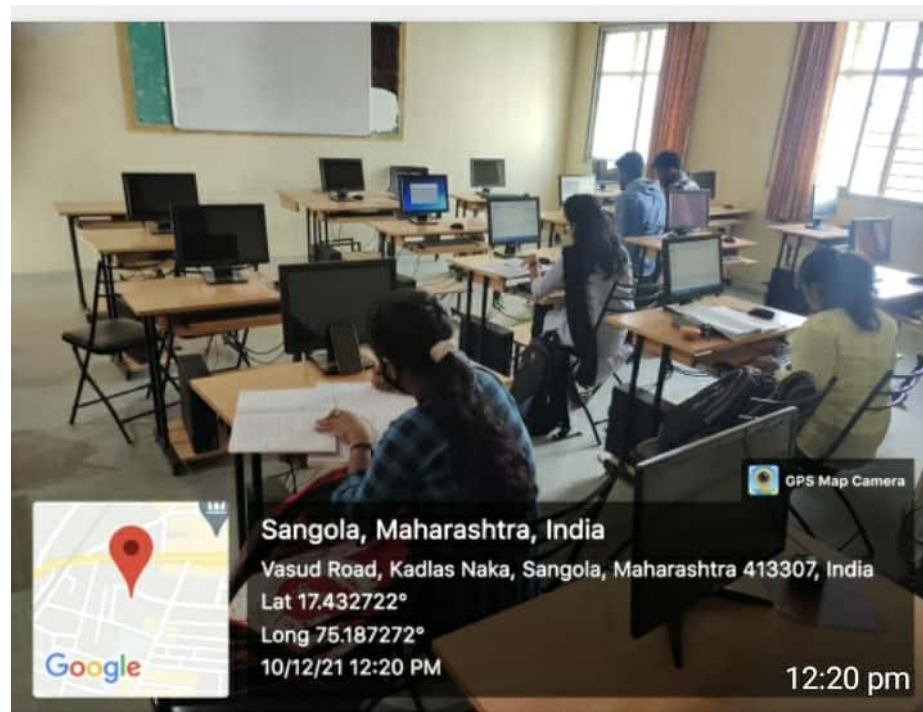 GPS Map Camera
Sangola, Maharashtra, India
Vasud Road, Kadlas Naka, Sangola, Maharashtra 413307, India
Lat 17.432722°
Long 75.187272°
10/12/21 12:20 PM
Google
12:20 pm